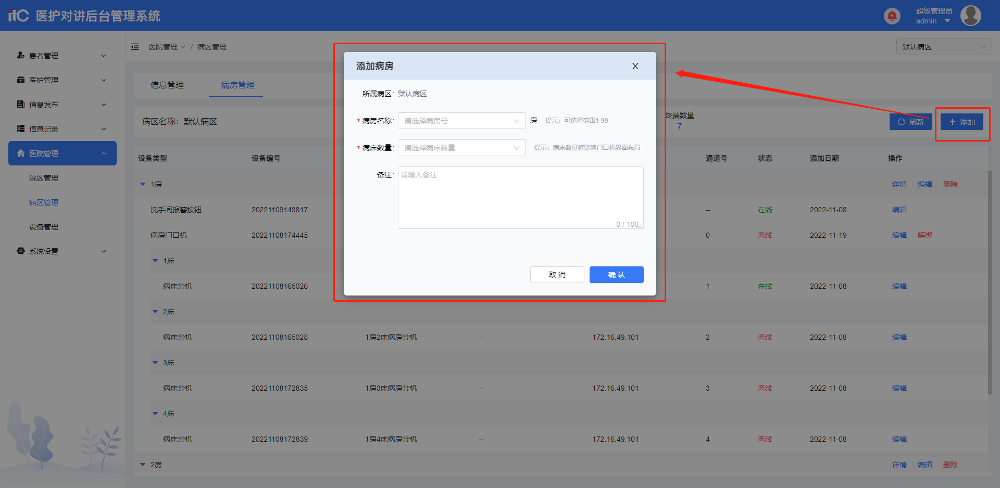 itC 医护对讲后台管理系统
超级管理员
admin
患者管理
医护管理
信息发布
信息记录
医院管理
院区管理
病区管理
设备管理
系统设置
医院管理 / 病区管理
默认病区
信息管理 病房管理
病区名称：默认病区
终端数量
7
刷新
+ 添加
设备类型 设备编号 通道号 状态 添加日期 操作
1房 详情 编辑 删除
洗手间报警按钮 20221109143817 -- 在线 2022-11-08 编辑
病房门口机 20221108174445 0 离线 2022-11-19 编辑 解绑
1床
病床分机 20221108165026 1 在线 2022-11-08 编辑
2床
病床分机 20221108165028 1房2床病房分机 -- 172.16.49.101 2 离线 2022-11-08 编辑
3床
病床分机 20221108172835 1房3床病房分机 -- 172.16.49.101 3 离线 2022-11-08 编辑
4床
病床分机 20221108172839 1房4床病房分机 -- 172.16.49.101 4 离线 2022-11-08 编辑
2房 详情 编辑 删除
添加病房 X
所属病区: 默认病区
* 病房名称: 请选择病房号 房 提示：可选择范围1-99
* 病床数量: 请选择病床数量 提示：病床数量将影响门口机界面布局
备注: 请输入备注
0 / 100
取 消 确 认